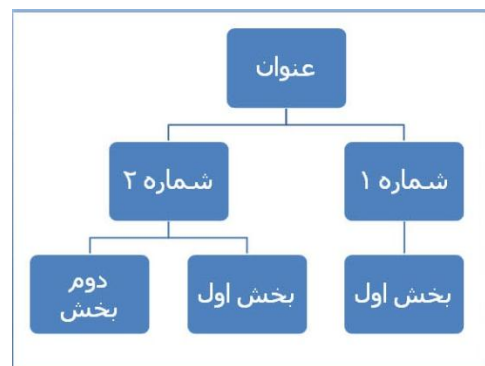 عنوان
شماره ۱
شماره ۲
بخش اول
بخش اول
دوم
بخش